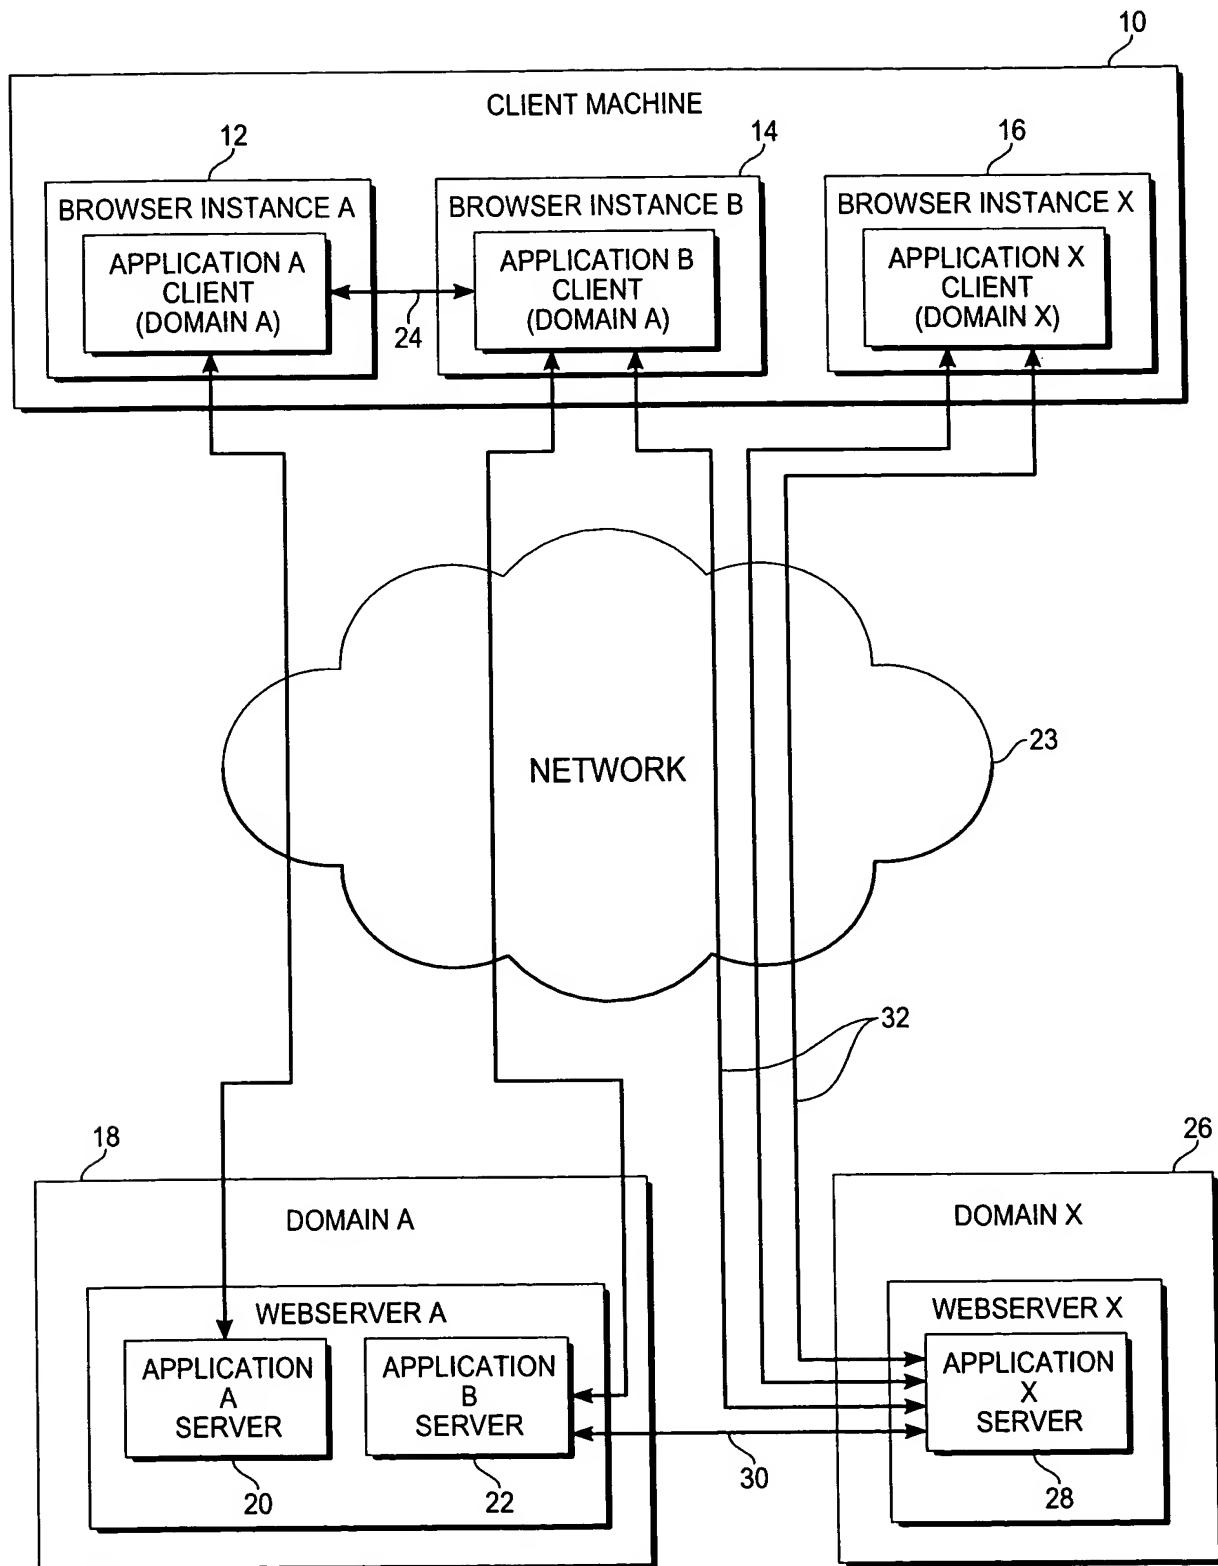 10
CLIENT MACHINE
12
14
16
BROWSER INSTANCE A
BROWSER INSTANCE B
BROWSER INSTANCE X
APPLICATION A
CLIENT
(DOMAIN A)
24
APPLICATION B
CLIENT
(DOMAIN A)
APPLICATION X
CLIENT
(DOMAIN X)
NETWORK
23
32
18
26
DOMAIN A
WEBSERVER A
APPLICATION
A
SERVER
20
APPLICATION
B
SERVER
22
30
DOMAIN X
WEBSERVER X
APPLICATION
X
SERVER
28